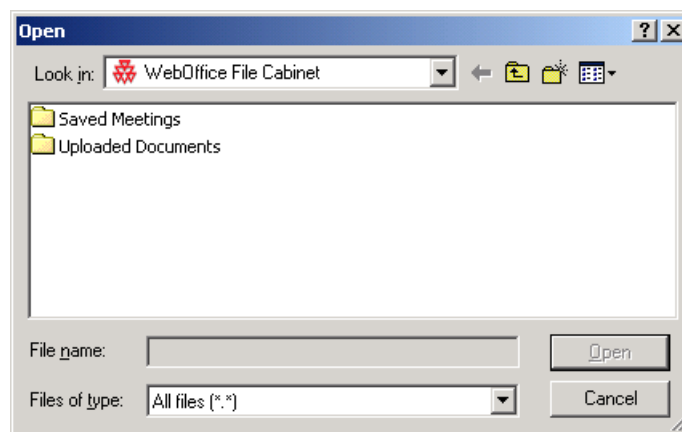 Open
Look in: WebOffice File Cabinet
Saved Meetings
Uploaded Documents
File name: Open
Files of type: All files (*.*) Cancel